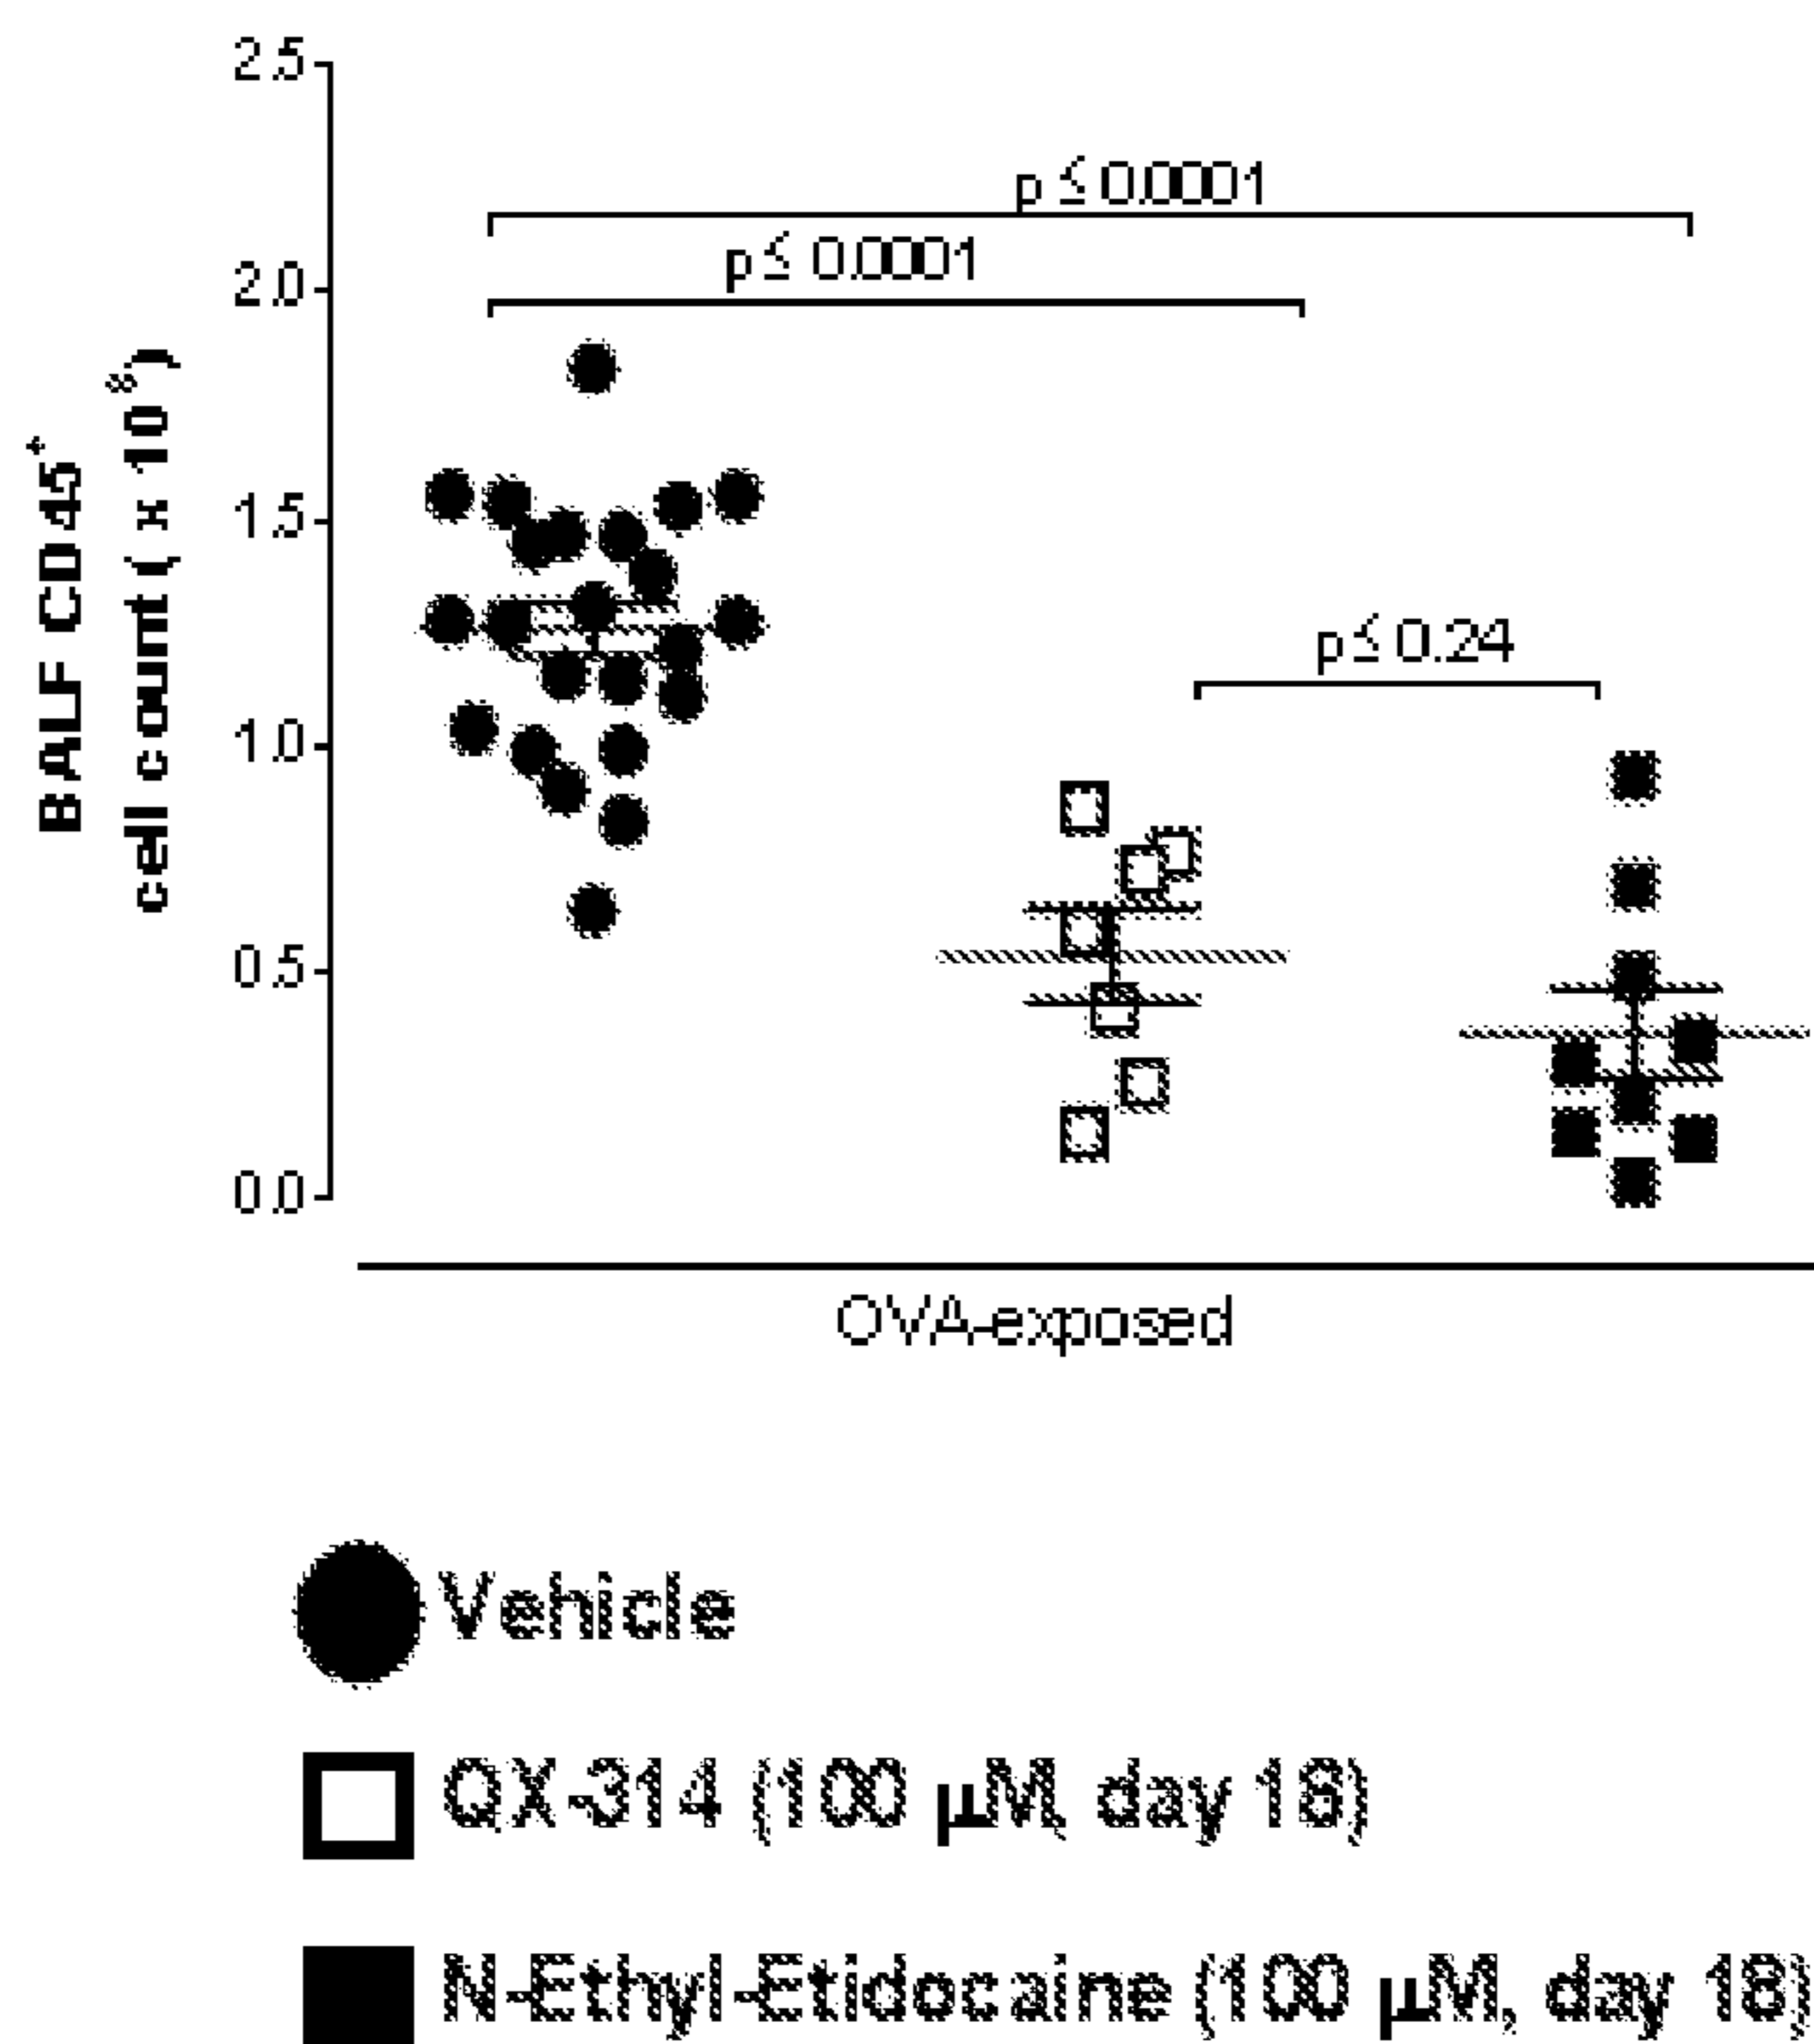 BALF CD45+
cell count ( x 10
2.5
2.0
1.5
1.0
0.5
0.0
p ≤ 0.0001
p ≤ 0.0001
p ≤ 0.24
OVA-exposed
Vehicle
QX-314 (100 µM, day 18)
N-Ethyl-Etidocaine (100 µM, day 18)